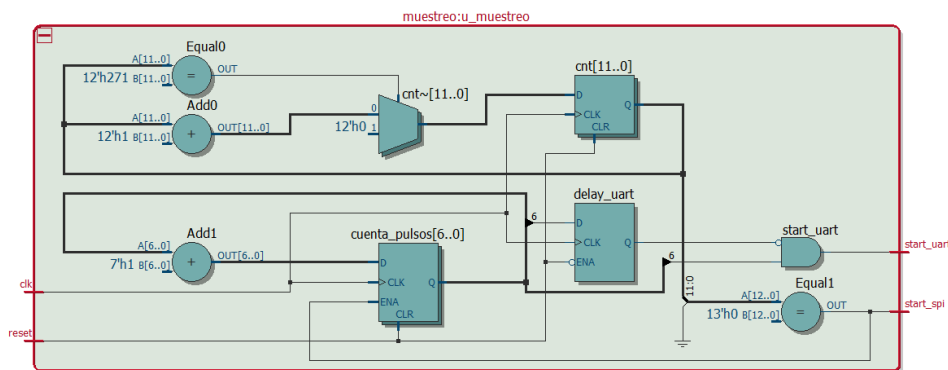 muestreo:u_muestreo
Equal0
A[11..0]
12'h271 B[11..0]
=
OUT
Add0
A[11..0]
12'h1 B[11..0]
+
OUT[11..0]
cnt~[11..0]
0
12'h0 1
cnt[11..0]
D
CLK
CLR
Q
delay_uart
6
D
CLK
ENA
Q
Add1
A[6..0]
7'h1 B[6..0]
+
OUT[6..0]
cuenta_pulsos[6..0]
D
CLK
ENA
CLR
Q
6
start_uart
start_uart
11:0
Equal1
A[12..0]
13'h0 B[12..0]
=
OUT
start_spi
clk
reset